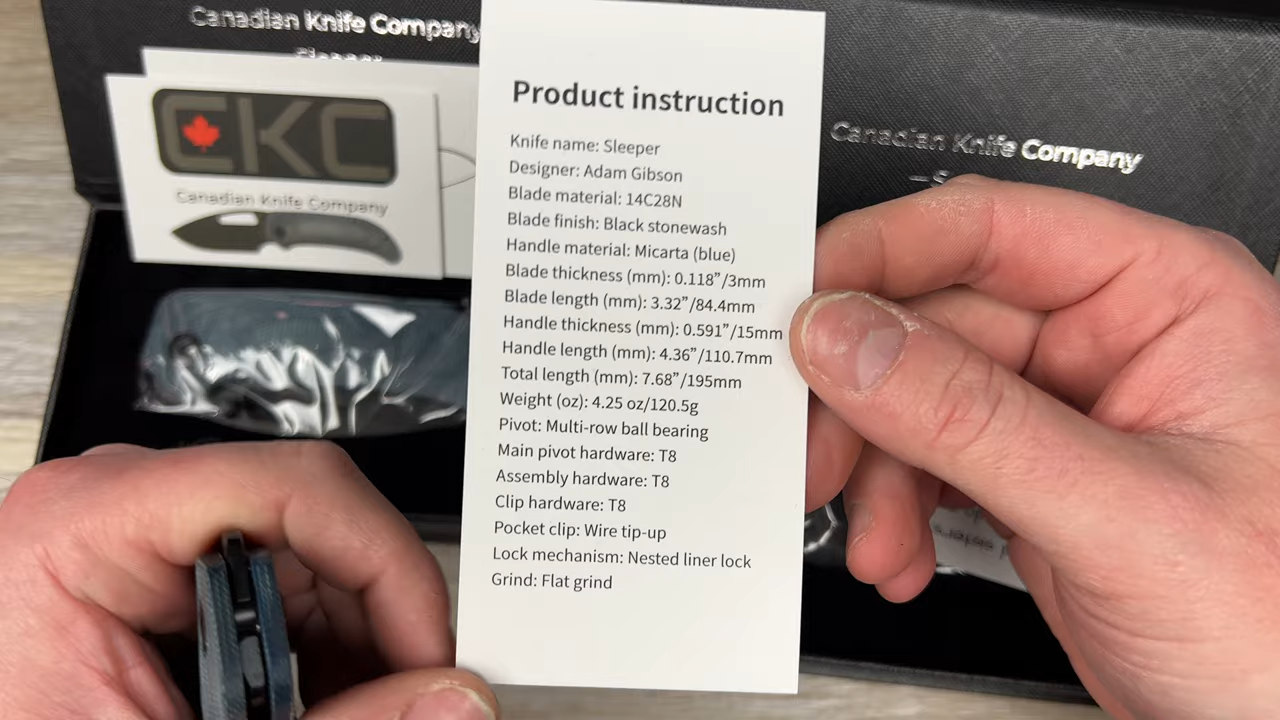 Canadian Knife Company
CKC
Canadian Knife Company
Product instruction
Knife name: Sleeper
Designer: Adam Gibson
Blade material: 14C28N
Blade finish: Black stonewash
Handle material: Micarta (blue)
Blade thickness (mm): 0.118”/3mm
Blade length (mm): 3.32”/84.4mm
Handle thickness (mm): 0.591”/15mm
Handle length (mm): 4.36”/110.7mm
Total length (mm): 7.68”/195mm
Weight (oz): 4.25 oz/120.5g
Pivot: Multi-row ball bearing
Main pivot hardware: T8
Assembly hardware: T8
Clip hardware: T8
Pocket clip: Wire tip-up
Lock mechanism: Nested liner lock
Grind: Flat grind
Canadian Knife Company